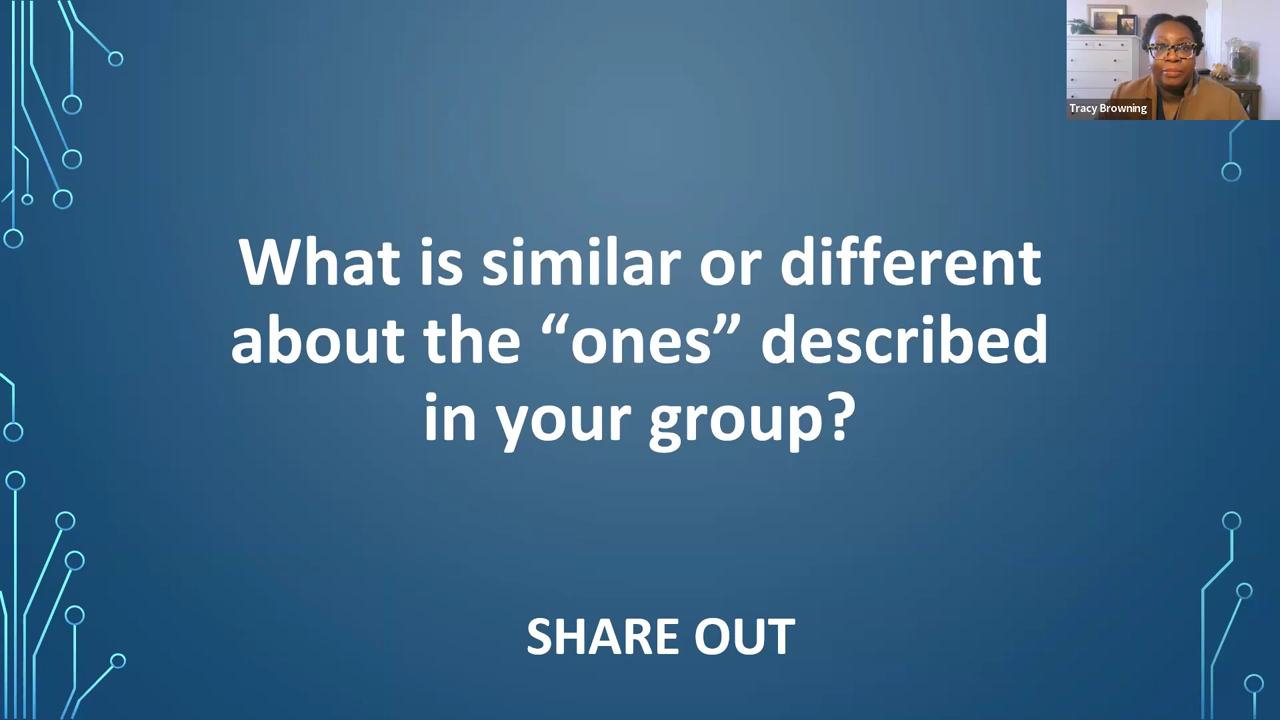 Tracy Browning
What is similar or different
about the “ones” described
in your group?
SHARE OUT